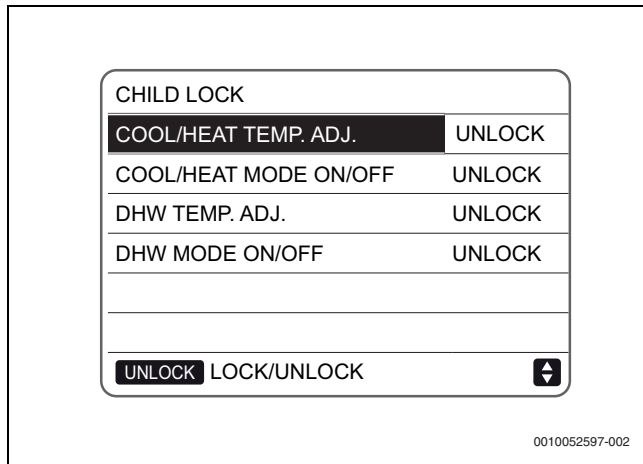 CHILD LOCK
COOL/HEAT TEMP. ADJ. UNLOCK
COOL/HEAT MODE ON/OFF UNLOCK
DHW TEMP. ADJ. UNLOCK
DHW MODE ON/OFF UNLOCK
UNLOCK LOCK/UNLOCK
0010052597-002